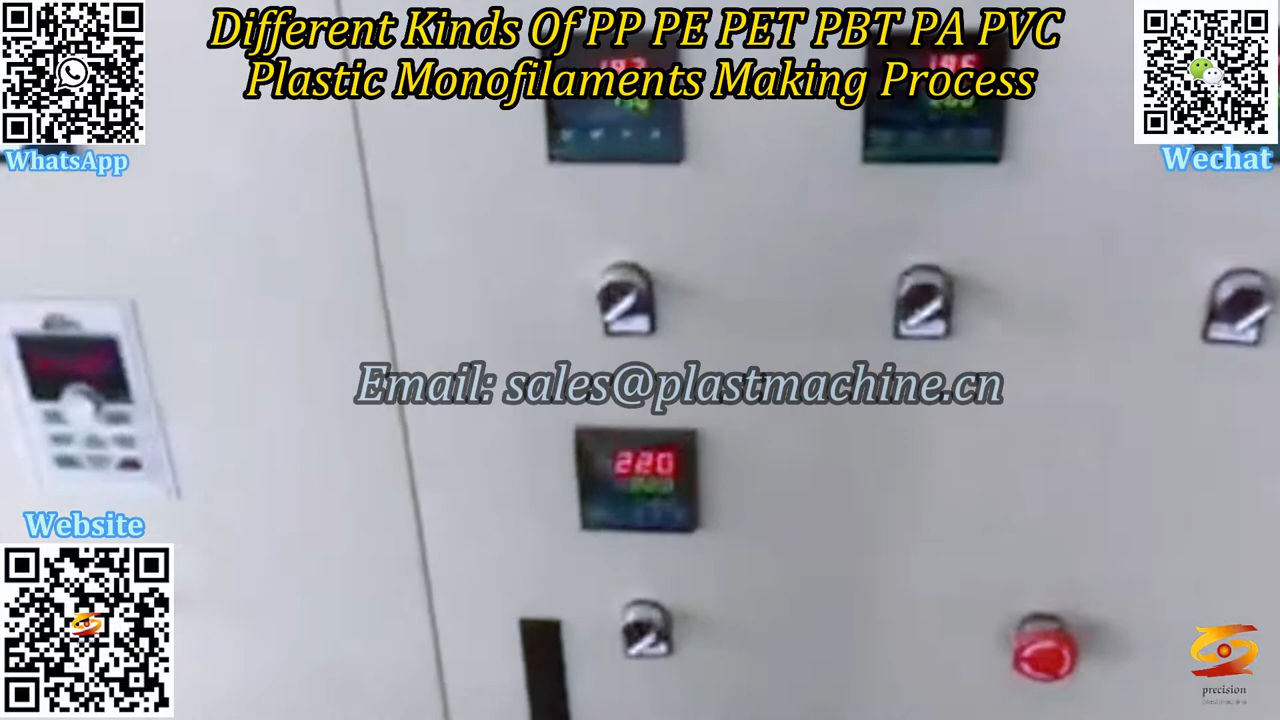 Different Kinds Of PP PE PET PBT PA PVC
Plastic Monofilaments Making Process
WhatsApp
Wechat
Email: sales@plastmachine.cn
220
Website
precision